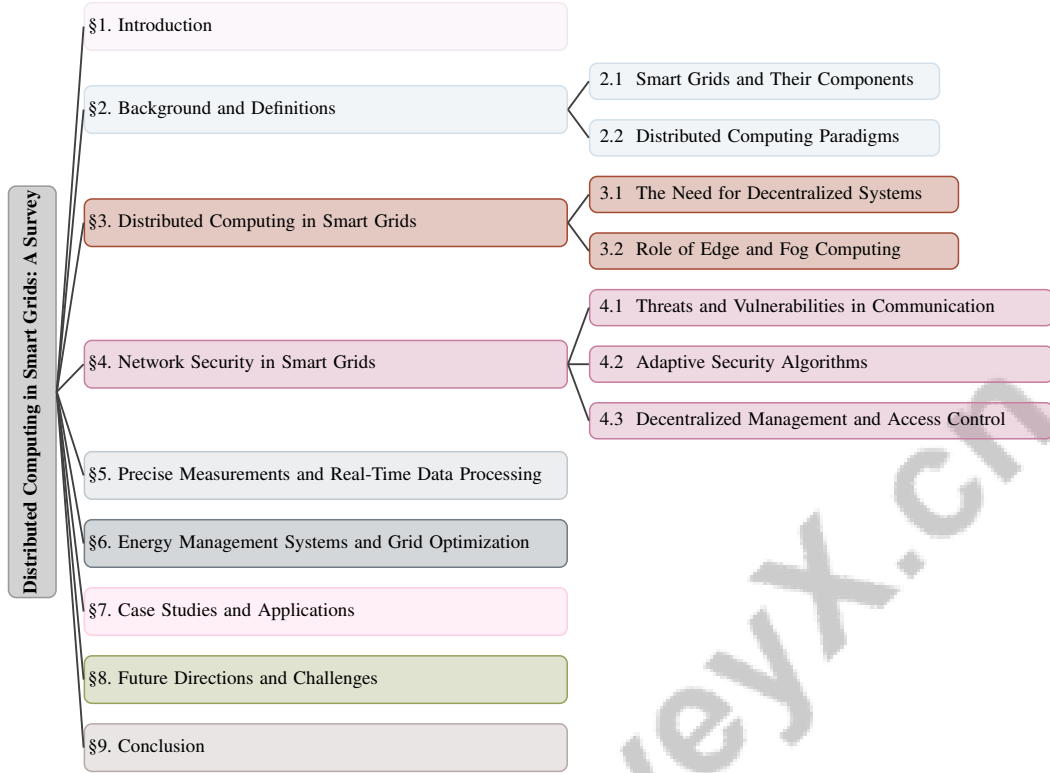 Distributed Computing in Smart Grids: A Survey
§1. Introduction
§2. Background and Definitions
2.1 Smart Grids and Their Components
2.2 Distributed Computing Paradigms
§3. Distributed Computing in Smart Grids
3.1 The Need for Decentralized Systems
3.2 Role of Edge and Fog Computing
§4. Network Security in Smart Grids
4.1 Threats and Vulnerabilities in Communication
4.2 Adaptive Security Algorithms
4.3 Decentralized Management and Access Control
§5. Precise Measurements and Real-Time Data Processing
§6. Energy Management Systems and Grid Optimization
§7. Case Studies and Applications
§8. Future Directions and Challenges
§9. Conclusion
veyx.cn